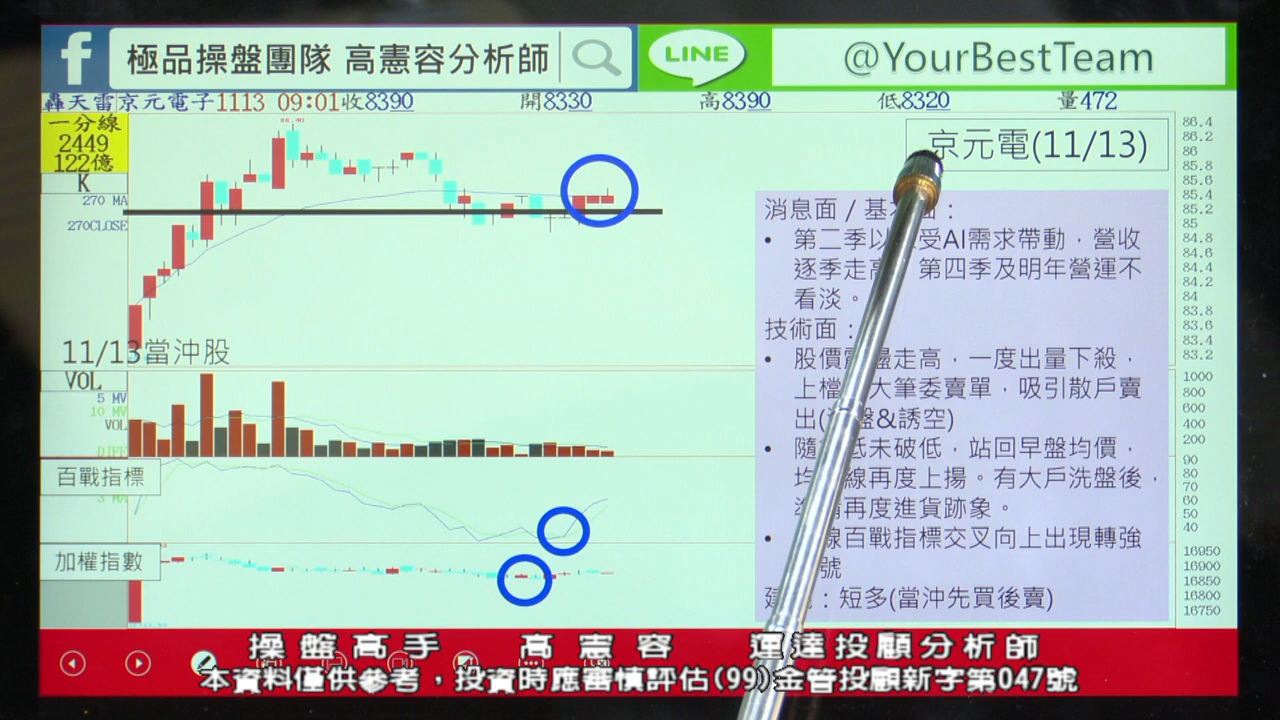 極品操盤團隊 高憲容分析師
LINE
@YourBestTeam
轟天雷京元電子1113 09:01收8390 開8330 高8390 低8320 量472
一分線
2449
122億
K
270 MA
270CLOSE
86.40
京元電(11/13)
86.4
86.2
86
85.8
85.6
85.4
85.2
85
84.8
84.6
84.4
84.2
84
83.8
83.6
83.4
83.2
消息面 / 基
• 第二季以 受AI需求帶動，營收
逐季走高 第四季及明年營運不
看淡。
技術面：
• 股價 走高，一度出量下殺，
上檔 大筆委賣單，吸引散戶賣
出( &誘空)
• 隨 低未破低，站回早盤均價，
均 線再度上揚。有大戶洗盤後，
再度進貨跡象。
• 線百戰指標交叉向上出現轉強
號
：短多(當沖先買後賣)
11/13當沖股
VOL
5 MV
10 MV
VOL
DIFF
1000
800
600
400
200
百戰指標
3 MA
90
80
70
60
50
40
加權指數
16950
16900
16850
16800
16750
操盤高手 高憲容 運達投顧分析師
本資料僅供參考，投資時應審慎評估(99)金管投顧新字第047號